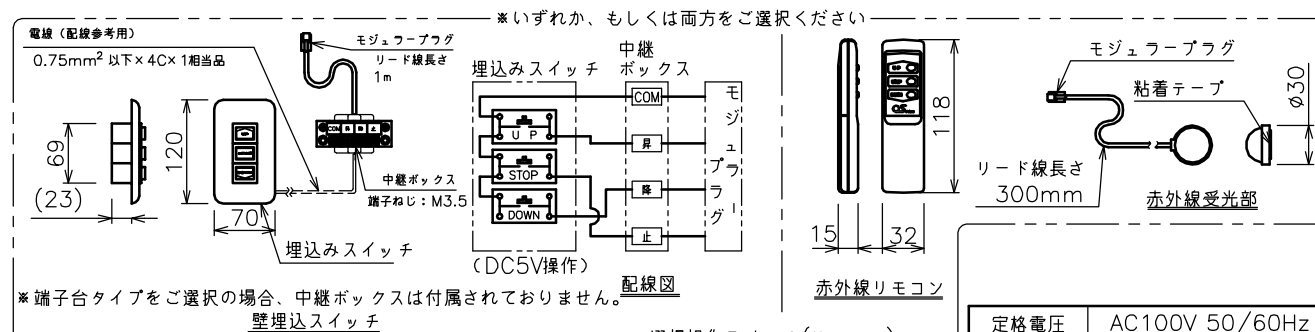 ※いずれか、もしくは両方をご選択ください
電線（配線参考用）
0.75mm² 以下×4C×1相当品
モジュラープラグ
リード線長さ
1m
69
(23)
120
70
COM 昇 降 止
中継ボックス
端子ねじ：M3.5
埋込みスイッチ
※端子台タイプをご選択の場合、中継ボックスは付属されておりません。
壁埋込スイッチ
埋込みスイッチ
中継
ボックス
COM
UP
昇
STOP
降
DOWN
止
モジュラープラグ
(DC5V操作)
配線図
118
15
32
赤外線リモコン
モジュラープラグ
粘着テープ
ø30
リード線長さ
300mm
赤外線受光部
定格電圧
AC100V 50/60Hz